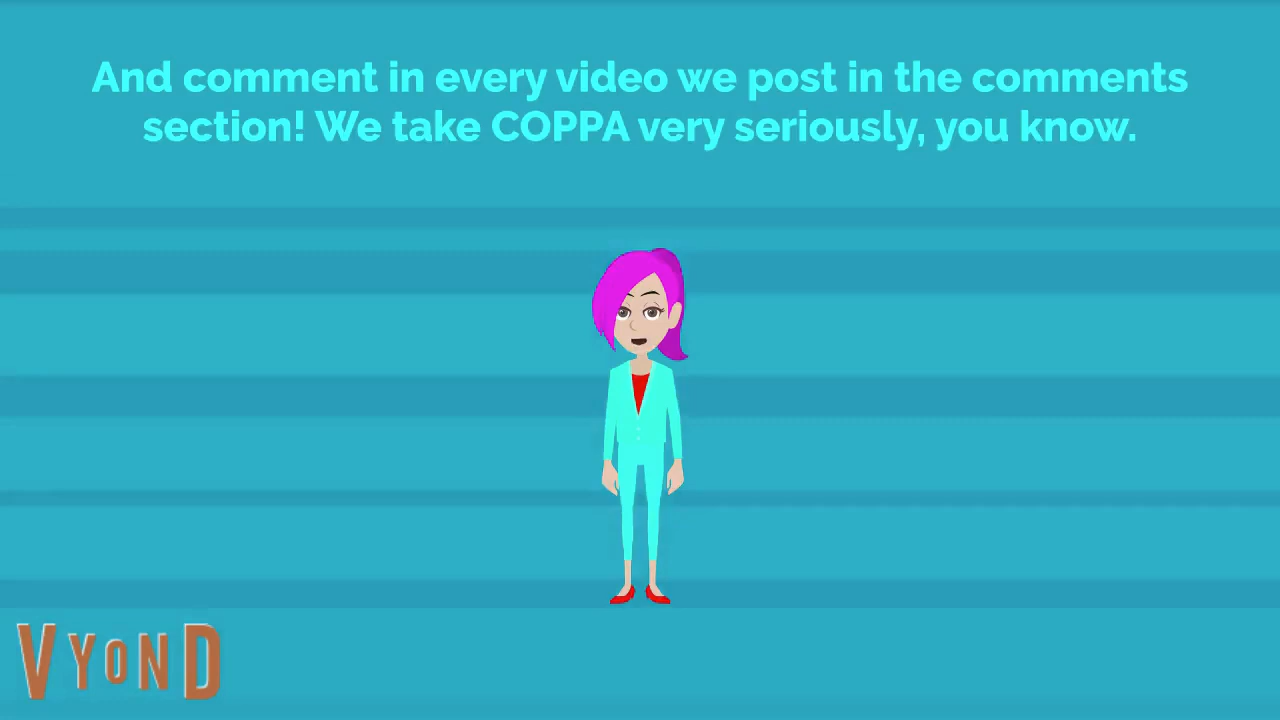 And comment in every video we post in the comments
section! We take COPPA very seriously, you know.
VYOND